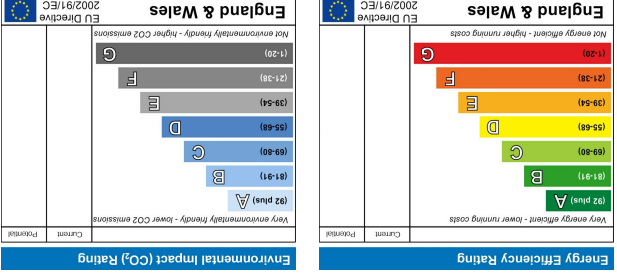 Energy Efficiency Rating
Current
Potential
Very energy efficient - lower running costs
(92 plus) A
(81-91) B
(69-80) C
(55-68) D
(39-54) E
(21-38) F
(1-20) G
Not energy efficient - higher running costs
England & Wales
EU Directive
2002/91/EC
Environmental Impact (CO₂) Rating
Current
Potential
Very environmentally friendly - lower CO2 emissions
(92 plus) A
(81-91) B
(69-80) C
(55-68) D
(39-54) E
(21-38) F
(1-20) G
Not environmentally friendly - higher CO2 emissions
England & Wales
EU Directive
2002/91/EC